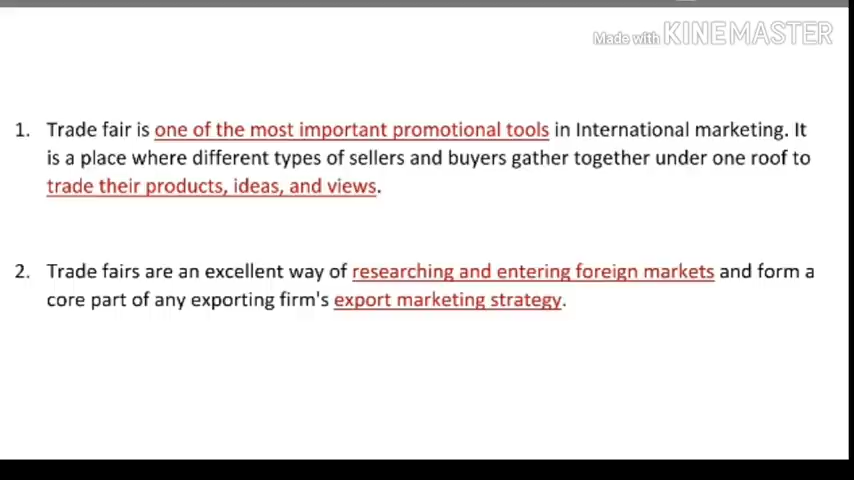 Made with KINEMASTER
1. Trade fair is one of the most important promotional tools in International marketing. It
is a place where different types of sellers and buyers gather together under one roof to
trade their products, ideas, and views.
2. Trade fairs are an excellent way of researching and entering foreign markets and form a
core part of any exporting firm's export marketing strategy.